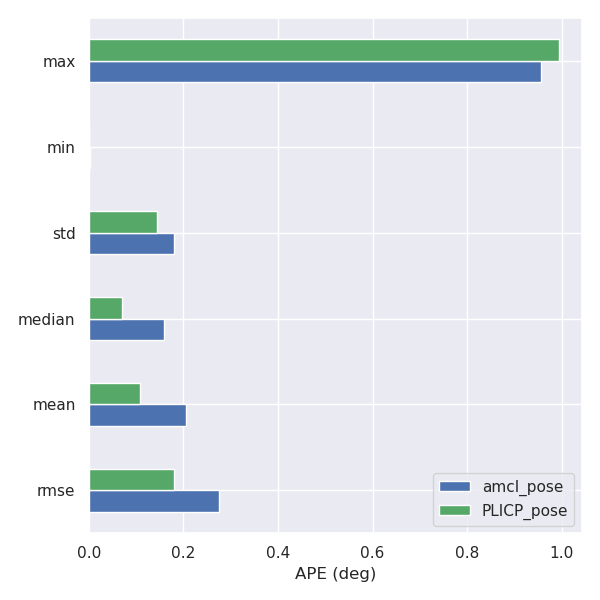 max
min
std
median
mean
rmse
amcl_pose
PLICP_pose
0.0 0.2 0.4 0.6 0.8 1.0
APE (deg)